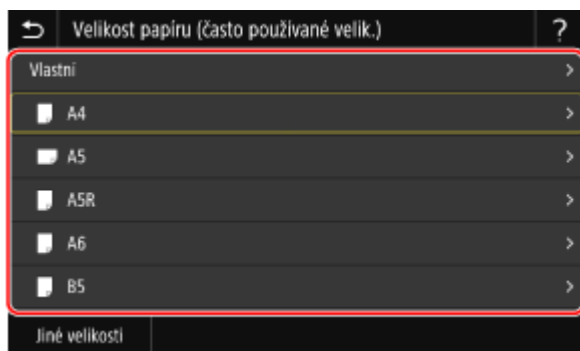 Velikost papíru (často používané velik.) ?
Vlastní
A4
A5
A5R
A6
B5
Jiné velikosti